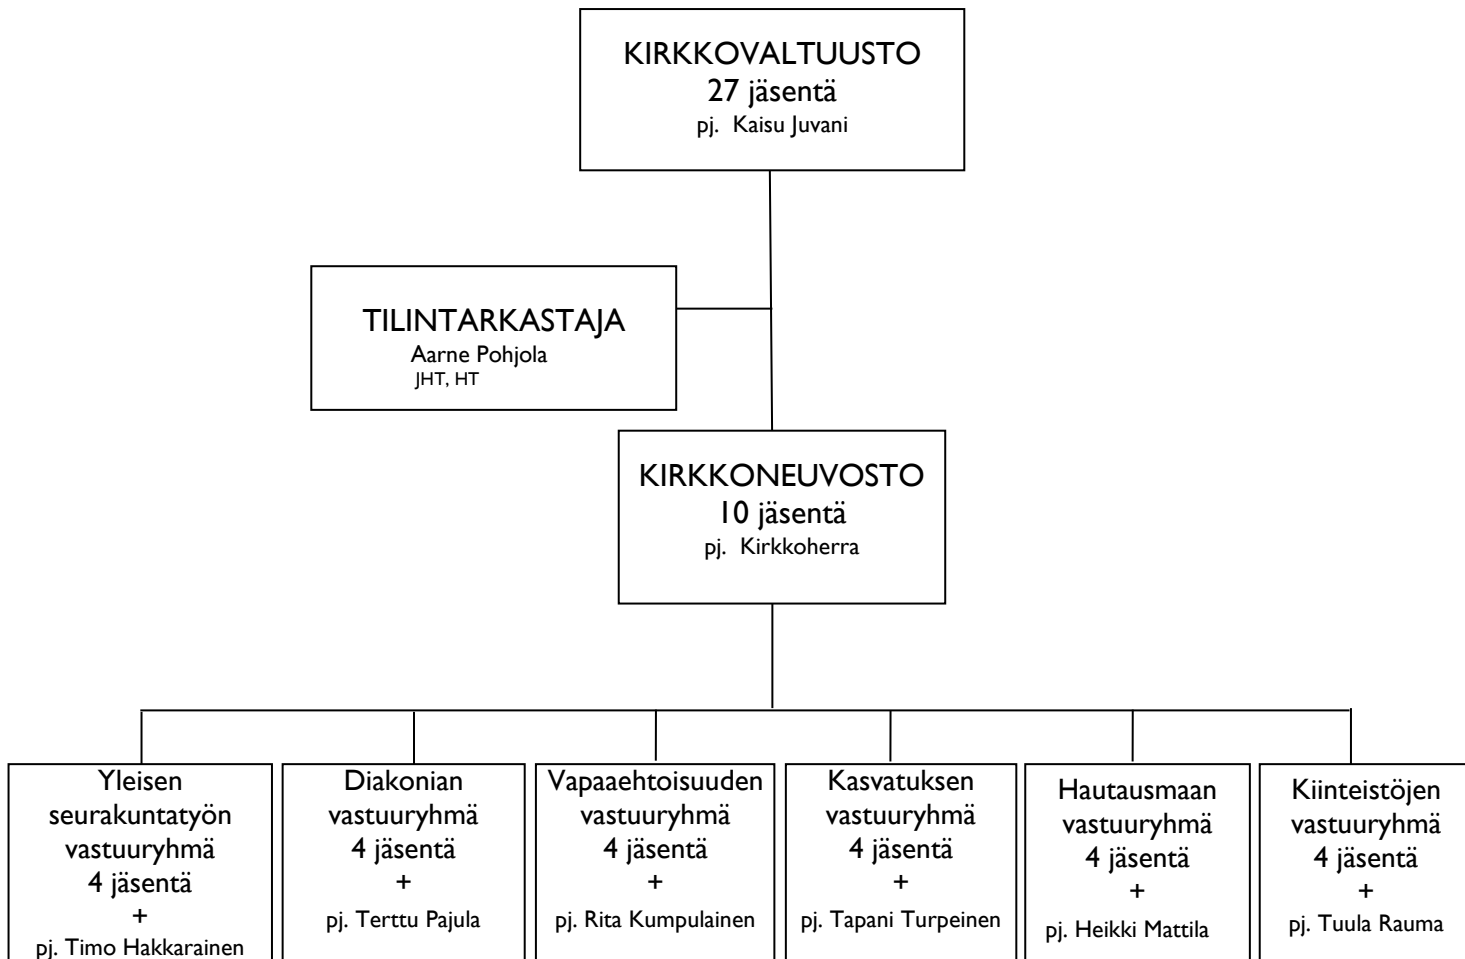 KIRKKOVALTUUSTO
27 jäsentä
pj. Kaisu Juvani
TILINTARKASTAJA
Aarne Pohjola
JHT, HT
KIRKKONEUVOSTO
10 jäsentä
pj. Kirkkoherra
Yleisen
seurakuntatyön
vastuuryhmä
4 jäsentä
+
pj. Timo Hakkarainen
Diakonian
vastuuryhmä
4 jäsentä
+
pj. Terttu Pajula
Vapaaehtoisuuden
vastuuryhmä
4 jäsentä
+
pj. Rita Kumpulainen
Kasvatuksen
vastuuryhmä
4 jäsentä
+
pj. Tapani Turpeinen
Hautausmaan
vastuuryhmä
4 jäsentä
+
pj. Heikki Mattila
Kiinteistöjen
vastuuryhmä
4 jäsentä
+
pj. Tuula Rauma